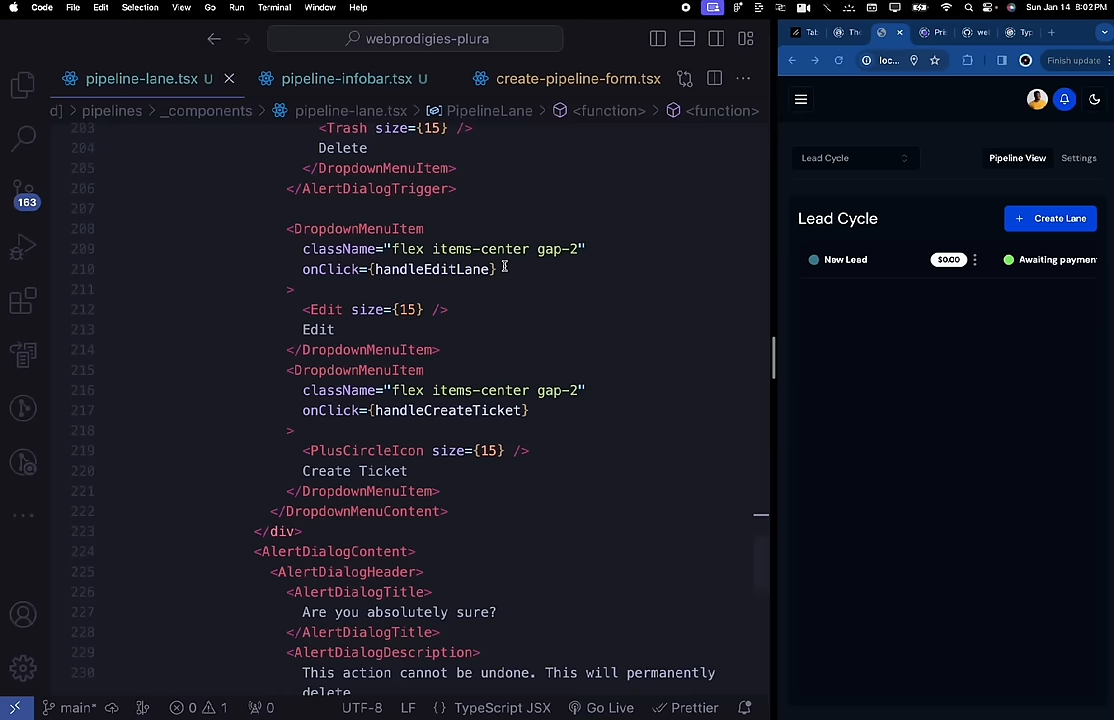 Code File Edit Selection View Go Run Terminal Window Help Sun Jan 14 8:02 PM
webprodigies-plura
pipeline-lane.tsx U pipeline-infobar.tsx U create-pipeline-form.tsx
d] pipelines _components pipeline-lane.tsx PipelineLane <function> <function>
203 <Trash size={15} />
204 Delete
205 </DropdownMenuItem>
206 </AlertDialogTrigger>
207
208 <DropdownMenuItem
209 className="flex items-center gap-2"
210 onClick={handleEditLane}
211 >
212 <Edit size={15} />
213 Edit
214 </DropdownMenuItem>
215 <DropdownMenuItem
216 className="flex items-center gap-2"
217 onClick={handleCreateTicket}
218 >
219 <PlusCircleIcon size={15} />
220 Create Ticket
221 </DropdownMenuItem>
222 </DropdownMenuContent>
223 </div>
224 <AlertDialogContent>
225 <AlertDialogHeader>
226 <AlertDialogTitle>
227 Are you absolutely sure?
228 </AlertDialogTitle>
229 <AlertDialogDescription>
230 This action cannot be undone. This will permanently
delete
163
main* 0 1 0 UTF-8 LF {} TypeScript JSX Go Live Prettier
Tab The Pri we Typ
loc... Finish update
Lead Cycle Pipeline View Settings
Lead Cycle + Create Lane
New Lead $0.00 Awaiting paymen